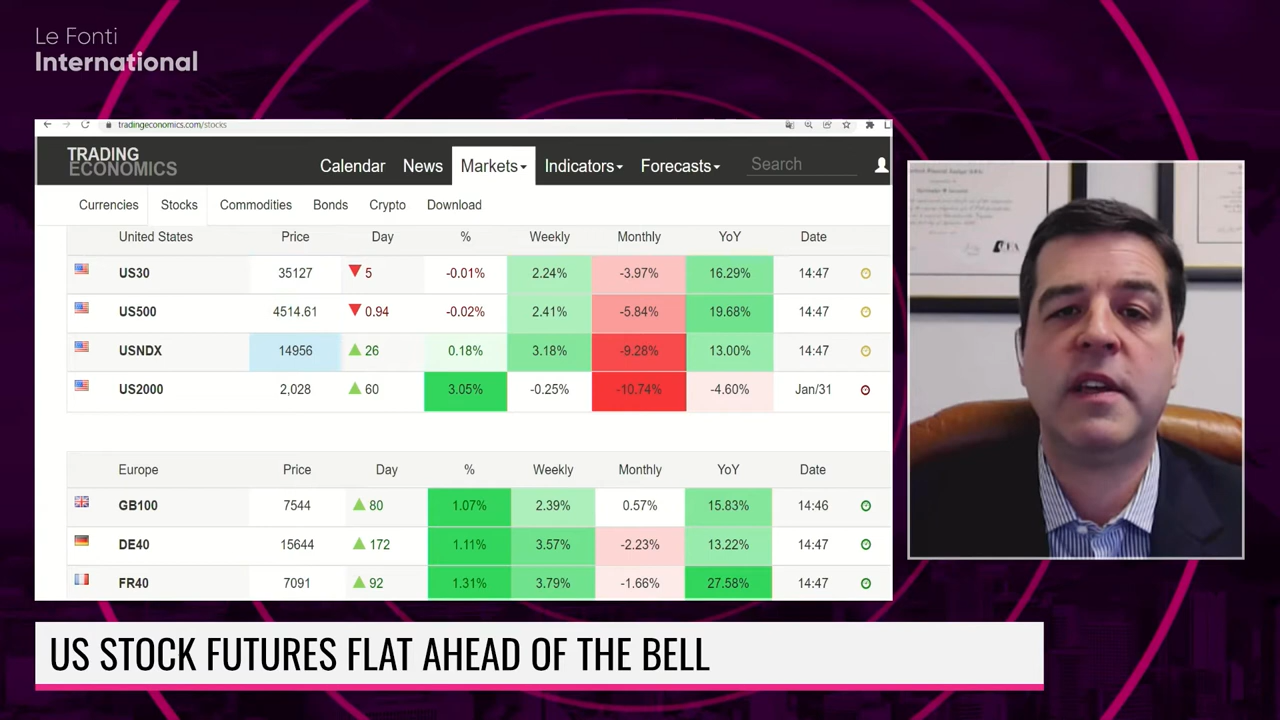 Le Fonti
International
tradingeconomics.com/stocks
TRADING
ECONOMICS
Calendar News Markets Indicators Forecasts Search
Currencies Stocks Commodities Bonds Crypto Download
United States Price Day % Weekly Monthly YoY Date
US30 35127 5 -0.01% 2.24% -3.97% 16.29% 14:47
US500 4514.61 0.94 -0.02% 2.41% -5.84% 19.68% 14:47
USNDX 14956 26 0.18% 3.18% -9.28% 13.00% 14:47
US2000 2,028 60 3.05% -0.25% -10.74% -4.60% Jan/31
Europe Price Day % Weekly Monthly YoY Date
GB100 7544 80 1.07% 2.39% 0.57% 15.83% 14:46
DE40 15644 172 1.11% 3.57% -2.23% 13.22% 14:47
FR40 7091 92 1.31% 3.79% -1.66% 27.58% 14:47
US STOCK FUTURES FLAT AHEAD OF THE BELL